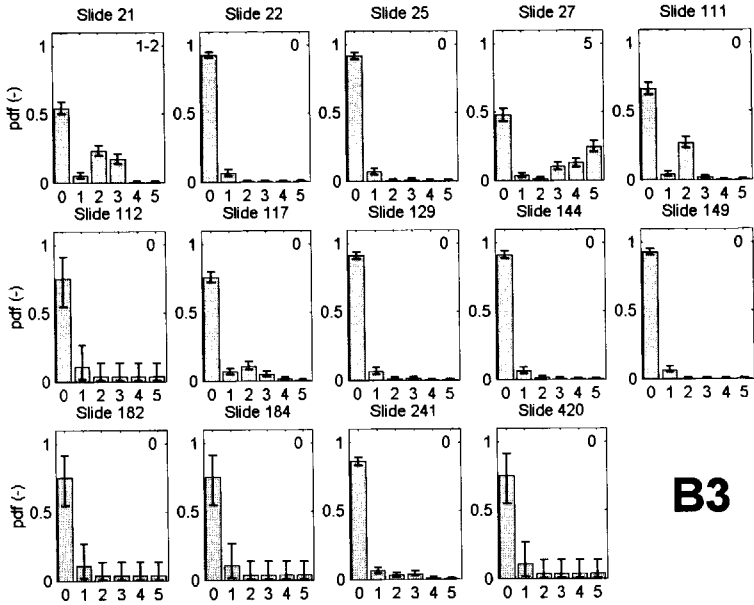 Slide 21 Slide 22 Slide 25 Slide 27 Slide 111
1 1-2 1 0 1 0 1 5 1 0
pdf (-) 0.5 0.5 0.5 0.5 0.5
0 0 0 0 0
0 1 2 3 4 5 0 1 2 3 4 5 0 1 2 3 4 5 0 1 2 3 4 5 0 1 2 3 4 5
Slide 112 Slide 117 Slide 129 Slide 144 Slide 149
1 0 1 0 1 0 1 0 1 0
pdf (-) 0.5 0.5 0.5 0.5 0.5
0 0 0 0 0
0 1 2 3 4 5 0 1 2 3 4 5 0 1 2 3 4 5 0 1 2 3 4 5 0 1 2 3 4 5
Slide 182 Slide 184 Slide 241 Slide 420
1 0 1 0 1 0 1 0
pdf (-) 0.5 0.5 0.5 0.5
B3
0 0 0 0
0 1 2 3 4 5 0 1 2 3 4 5 0 1 2 3 4 5 0 1 2 3 4 5